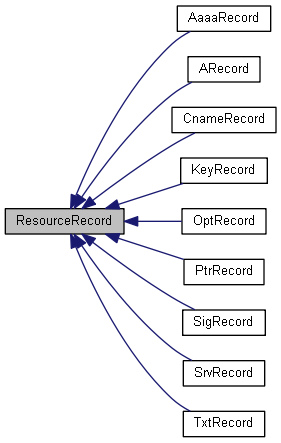 AaaaRecord
ARecord
CnameRecord
KeyRecord
ResourceRecord
OptRecord
PtrRecord
SigRecord
SrvRecord
TxtRecord